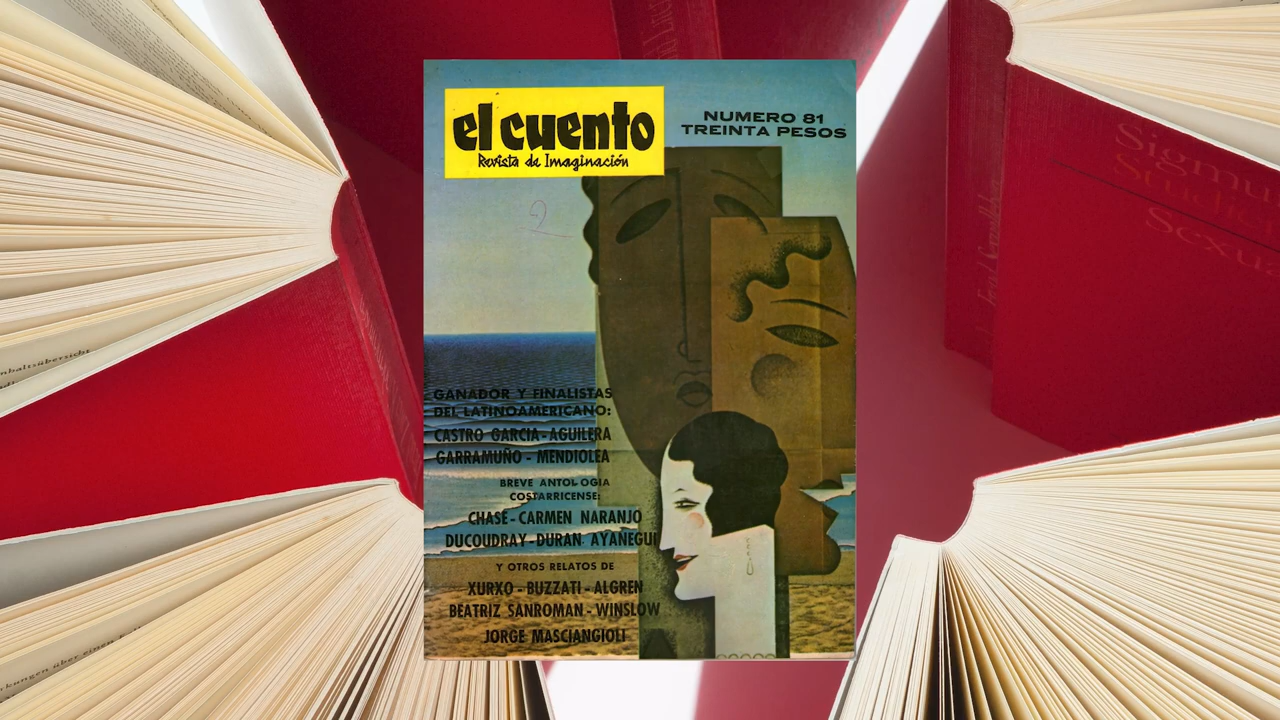 el cuento
Revista de Imaginación
NUMERO 81
TREINTA PESOS
GANADOR Y FINALISTAS
DEL LATINOAMERICANO:
CASTRO GARCIA-AGUILERA
GARRAMUÑO - MENDIOLEA
BREVE ANTOLOGIA
COSTARRICENSE:
CHASE-CARMEN NARANJO
DUCOUDRAY-DURAN AYANEGUI
Y OTROS RELATOS DE
XURXO - BUZZATI - ALGREN
BEATRIZ SANROMAN - WINSLOW
JORGE MASCIANGIOLI
Sigmu
Sexua